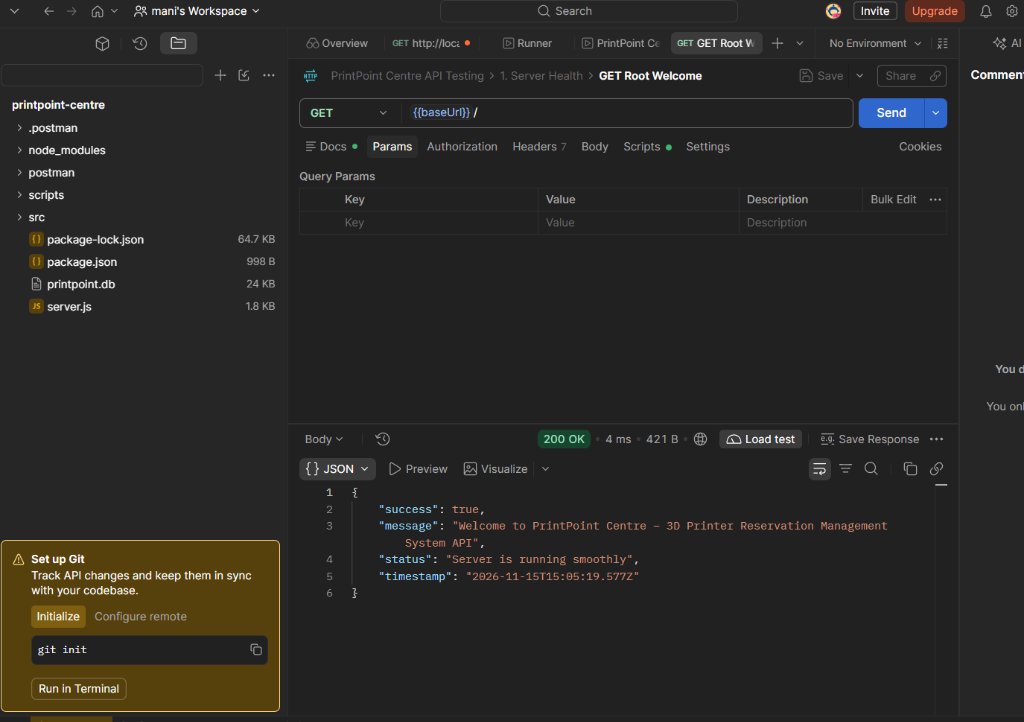 mani's Workspace
Search
Invite
Upgrade
Overview
GET http://loca
Runner
PrintPoint Ce
GET GET Root W
No Environment
AI
printpoint-centre
.postman
node_modules
postman
scripts
src
package-lock.json 64.7 KB
package.json 998 B
printpoint.db 24 KB
JS server.js 1.8 KB
Set up Git
Track API changes and keep them in sync
with your codebase.
Initialize Configure remote
git init
Run in Terminal
HTTP PrintPoint Centre API Testing > 1. Server Health > GET Root Welcome
Save
Share
GET {{baseUrl}} /
Send
Docs Params Authorization Headers 7 Body Scripts Settings
Cookies
Query Params
Key Value Description Bulk Edit
Key Value Description
Body
200 OK • 4 ms • 421 B
Load test
e.g. Save Response
{ } JSON Preview Visualize
1 {
2 "success": true,
3 "message": "Welcome to PrintPoint Centre – 3D Printer Reservation Management
System API",
4 "status": "Server is running smoothly",
5 "timestamp": "2026-11-15T15:05:19.577Z"
6 }
Commen
You d
You onl